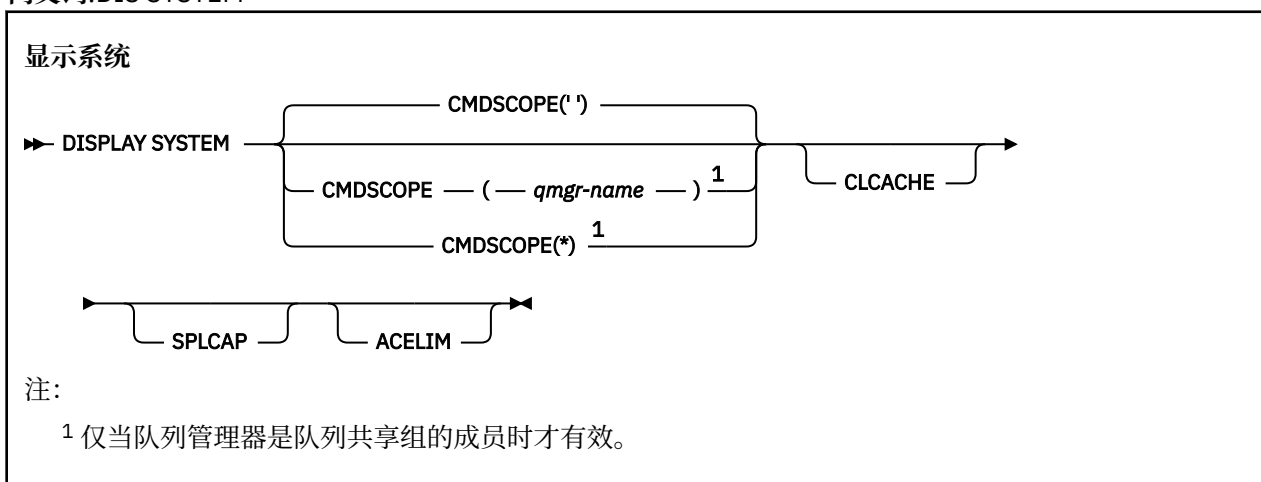 显示系统
CMDSCOPE(' ')
DISPLAY SYSTEM
CMDSCOPE ( qmgr-name ) 1
CLCACHE
CMDSCOPE(*) 1
SPLCAP ACELIM
注:
1 仅当队列管理器是队列共享组的成员时才有效。